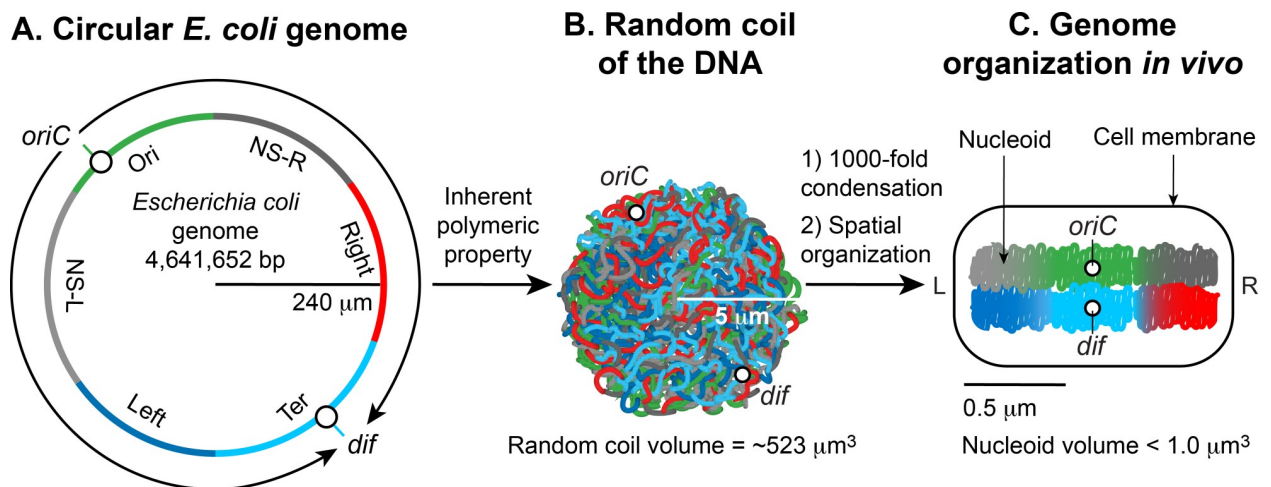 A. Circular E. coli genome
oriC
Ori
NS-R
Escherichia coli
genome
4,641,652 bp
Right
240 μm
NS-L
Left
Ter
dif
Inherent
polymeric
property
B. Random coil
of the DNA
oriC
5 μm
dif
Random coil volume = ~523 μm³
1) 1000-fold
condensation
2) Spatial
organization
C. Genome
organization in vivo
Nucleoid
Cell membrane
oriC
L
R
dif
0.5 μm
Nucleoid volume < 1.0 μm³